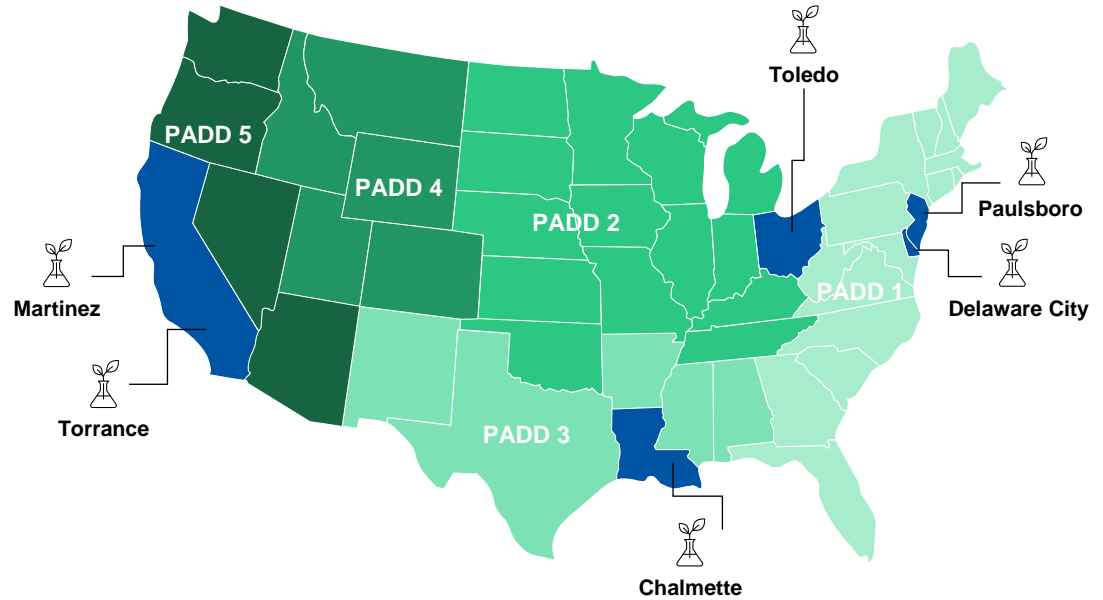 Toledo
PADD 5
PADD 4
Paulsboro
PADD 2
Martinez
PADD 1
Delaware City
Torrance
PADD 3
Chalmette